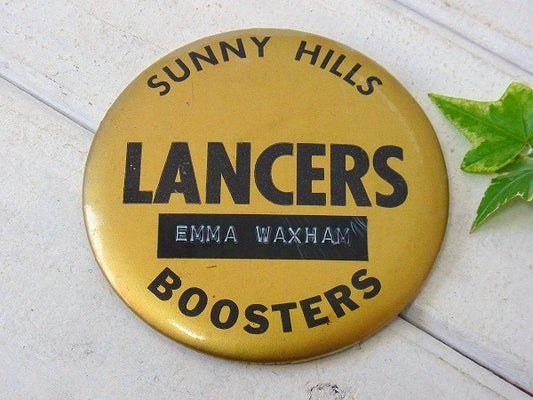 SUNNY HILLS
LANCERS
EMMA WAXHAM
BOOSTERS